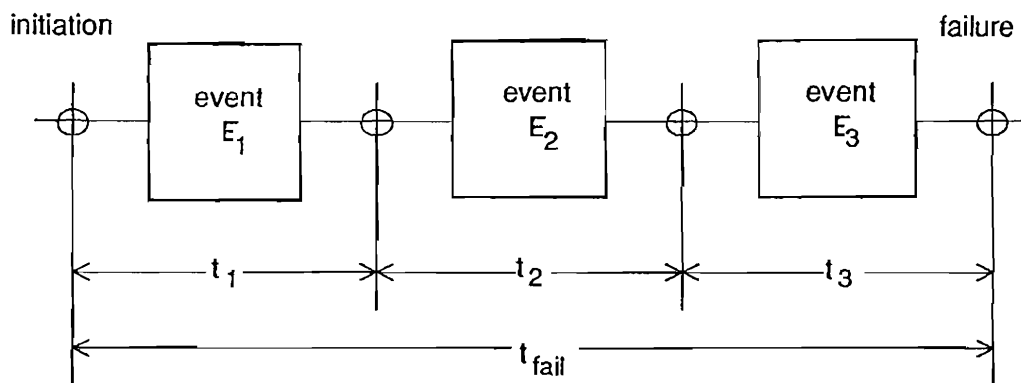 initiation
failure
event
E1
event
E2
event
E3
t1
t2
t3
tfail